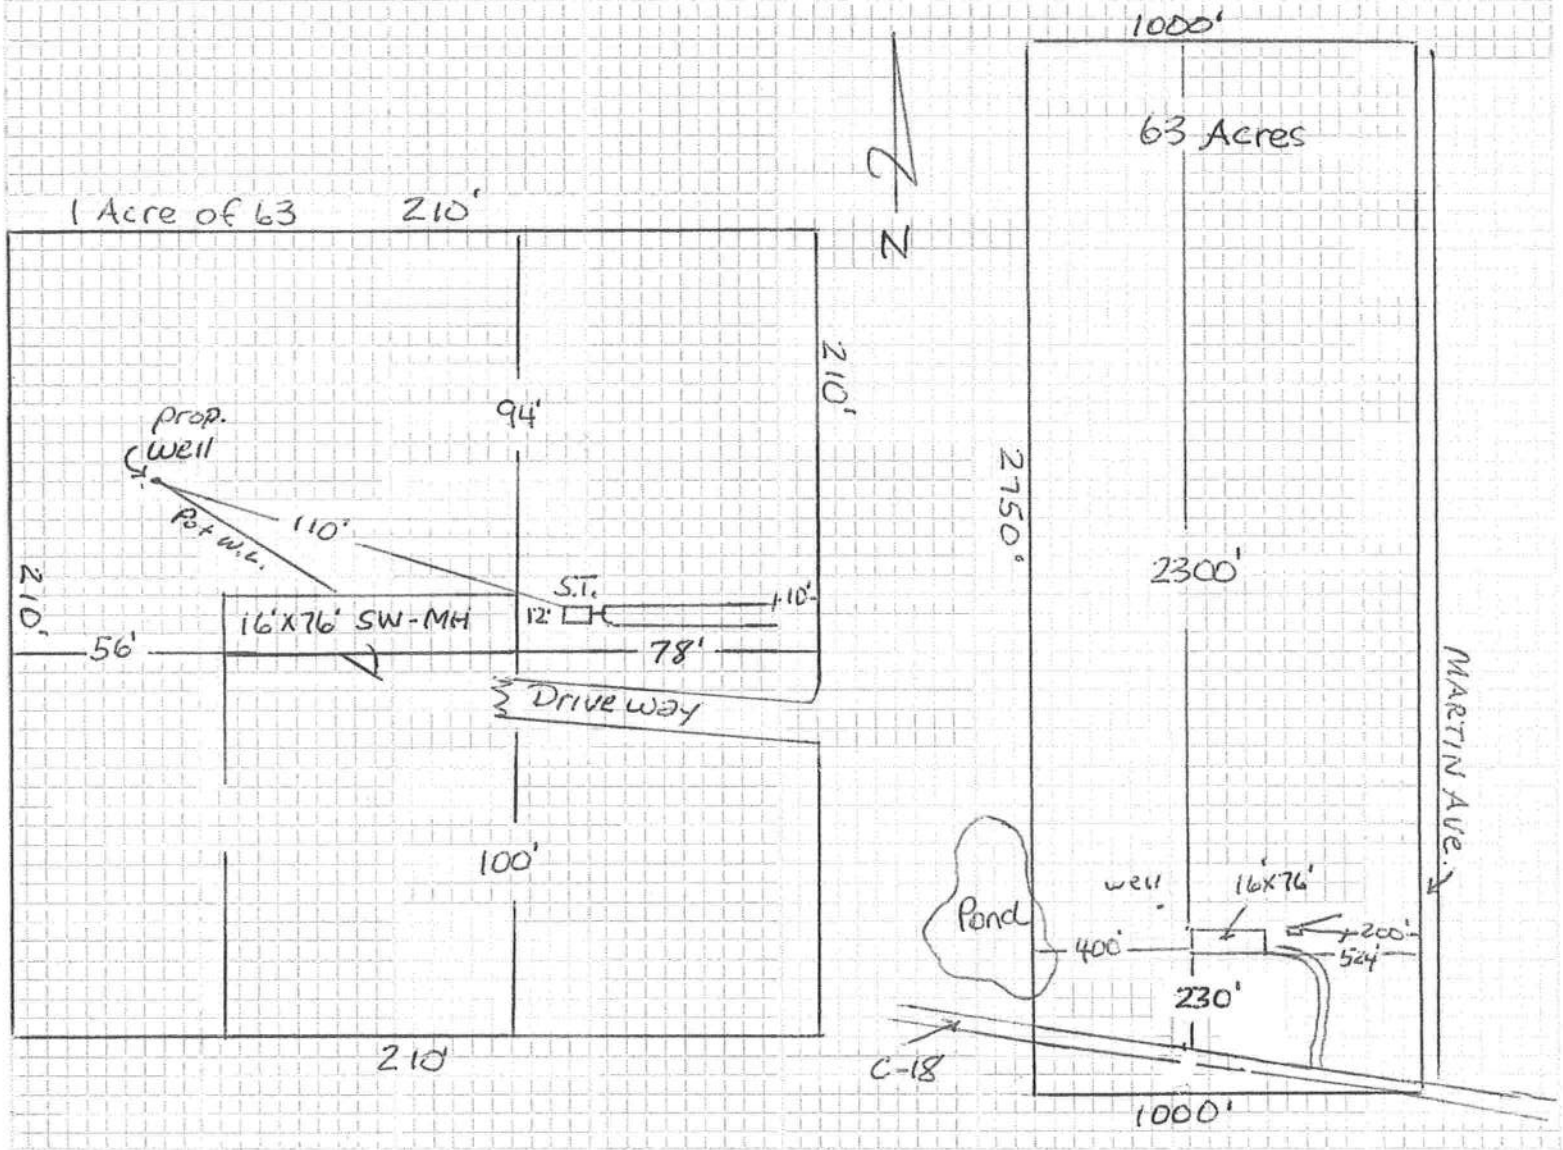 1 Acre of 63
210'
94'
210'
prop.
well
110'
Pot W.L.
210'
56'
16'X76' SW-MH
12'
S.T.
10'
78'
Driveway
100'
210'
N
1000'
63 Acres
2750'
2300'
MARTIN AVE.
Pond
well
16'X76'
400'
200'
524'
230'
C-18
1000'